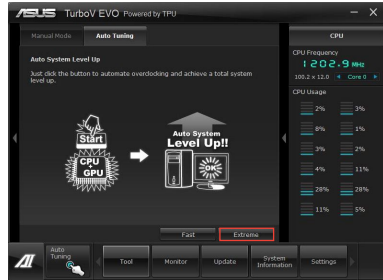 ASUS TurboV EVO Powered by TPU
Manual Mode
Auto Tuning
CPU
Auto System Level Up
Just click the button to automate overclocking and achieve a total system
level up.
CPU Frequency
1202.9 MHz
100.2 x 12.0
Core 0
CPU Usage
2%
3%
8%
1%
3%
2%
4%
11%
28%
28%
11%
5%
Start
CPU
+
GPU
Auto System
Level Up!!
OK
Fast
Extreme
Auto
Tuning
Tool
Monitor
Update
System
Information
Settings